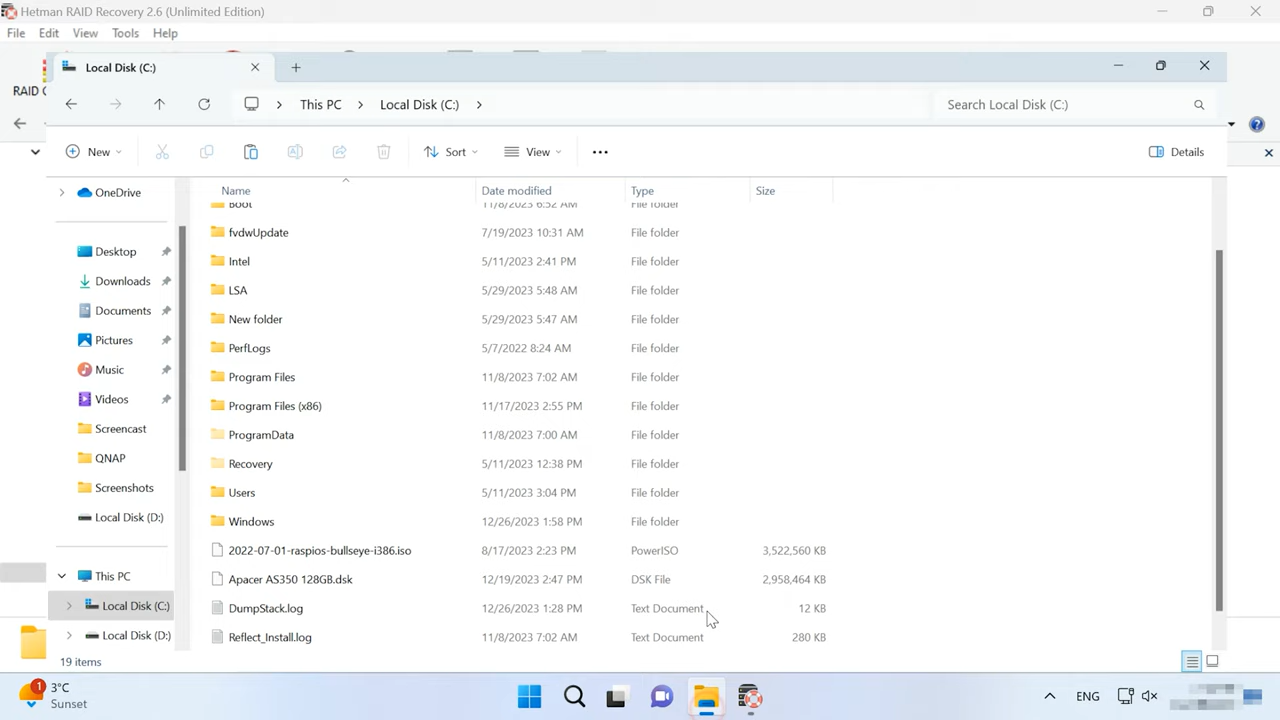 Hetman RAID Recovery 2.6 (Unlimited Edition)
File Edit View Tools Help
RAID C
Local Disk (C:)
This PC Local Disk (C:)
Search Local Disk (C:)
New Sort View Details
Name Date modified Type Size
OneDrive
Desktop
Downloads
Documents
Pictures
Music
Videos
Screencast
QNAP
Screenshots
Local Disk (D:)
This PC
Local Disk (C:)
Local Disk (D:)
Boot 11/8/2023 6:52 AM File folder
fvdwUpdate 7/19/2023 10:31 AM File folder
Intel 5/11/2023 2:41 PM File folder
LSA 5/29/2023 5:48 AM File folder
New folder 5/29/2023 5:47 AM File folder
PerfLogs 5/7/2022 8:24 AM File folder
Program Files 11/8/2023 7:02 AM File folder
Program Files (x86) 11/17/2023 2:55 PM File folder
ProgramData 11/8/2023 7:00 AM File folder
Recovery 5/11/2023 12:38 PM File folder
Users 5/11/2023 3:04 PM File folder
Windows 12/26/2023 1:58 PM File folder
2022-07-01-raspios-bullseye-i386.iso 8/17/2023 2:23 PM PowerISO 3,522,560 KB
Apacer AS350 128GB.dsk 12/19/2023 2:47 PM DSK File 2,958,464 KB
DumpStack.log 12/26/2023 1:28 PM Text Document 12 KB
Reflect_Install.log 11/8/2023 7:02 AM Text Document 280 KB
19 items
1
3°C
Sunset
ENG